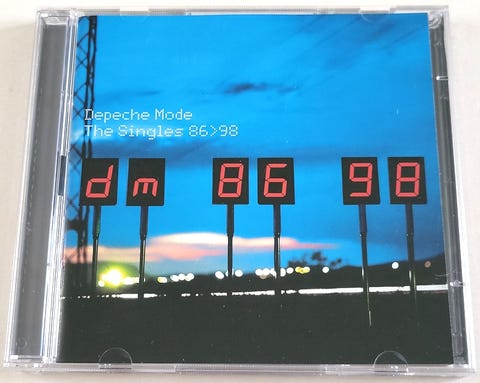 Depeche Mode
The Singles 86>98
dm 86 98